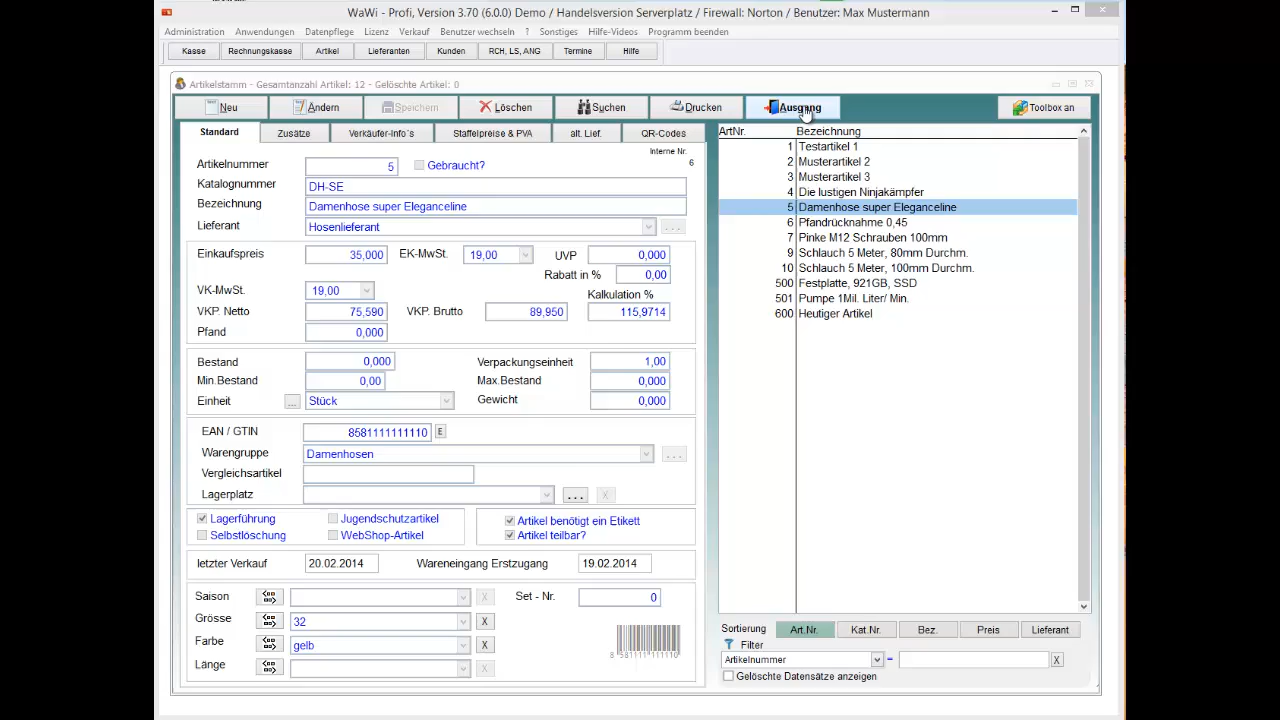 WaWi - Profi, Version 3.70 (6.0.0) Demo / Handelsversion Serverplatz / Firewall: Norton / Benutzer: Max Mustermann
Administration Anwendungen Datenpflege Lizenz Verkauf Benutzer wechseln ? Sonstiges Hilfe-Videos Programm beenden
Kasse Rechnungskasse Artikel Lieferanten Kunden RCH, LS, ANG Termine Hilfe
Artikelstamm - Gesamtanzahl Artikel: 12 - Gelöschte Artikel: 0
Neu Ändern Speichern Löschen Suchen Drucken Ausgang Toolbox an
Standard Zusätze Verkäufer-Info´s Staffelpreise & PVA alt. Lief. QR-Codes
Interne Nr.
6
Artikelnummer 5 Gebraucht?
Katalognummer DH-SE
Bezeichnung Damenhose super Eleganceline
Lieferant Hosenlieferant ...
Einkaufspreis 35,000 EK-MwSt. 19,00 UVP 0,000
Rabatt in % 0,00
VK-MwSt. 19,00 Kalkulation %
VKP. Netto 75,590 VKP. Brutto 89,950 115,9714
Pfand 0,000
Bestand 0,000 Verpackungseinheit 1,00
Min.Bestand 0,00 Max.Bestand 0,000
Einheit ... Stück Gewicht 0,000
EAN / GTIN 8581111111110 E
Warengruppe Damenhosen ...
Vergleichsartikel
Lagerplatz ... X
Lagerführung Jugendschutzartikel Artikel benötigt ein Etikett
Selbstlöschung WebShop-Artikel Artikel teilbar?
letzter Verkauf 20.02.2014 Wareneingang Erstzugang 19.02.2014
Saison X Set - Nr. 0
Grösse 32 X
Farbe gelb X
Länge X
8 581111 111110
ArtNr. Bezeichnung
1 Testartikel 1
2 Musterartikel 2
3 Musterartikel 3
4 Die lustigen Ninjakämpfer
5 Damenhose super Eleganceline
6 Pfandrücknahme 0,45
7 Pinke M12 Schrauben 100mm
9 Schlauch 5 Meter, 80mm Durchm.
10 Schlauch 5 Meter, 100mm Durchm.
500 Festplatte, 921GB, SSD
501 Pumpe 1Mil. Liter/ Min.
600 Heutiger Artikel
Sortierung Art.Nr. Kat.Nr. Bez. Preis Lieferant
Filter
Artikelnummer = X
Gelöschte Datensätze anzeigen